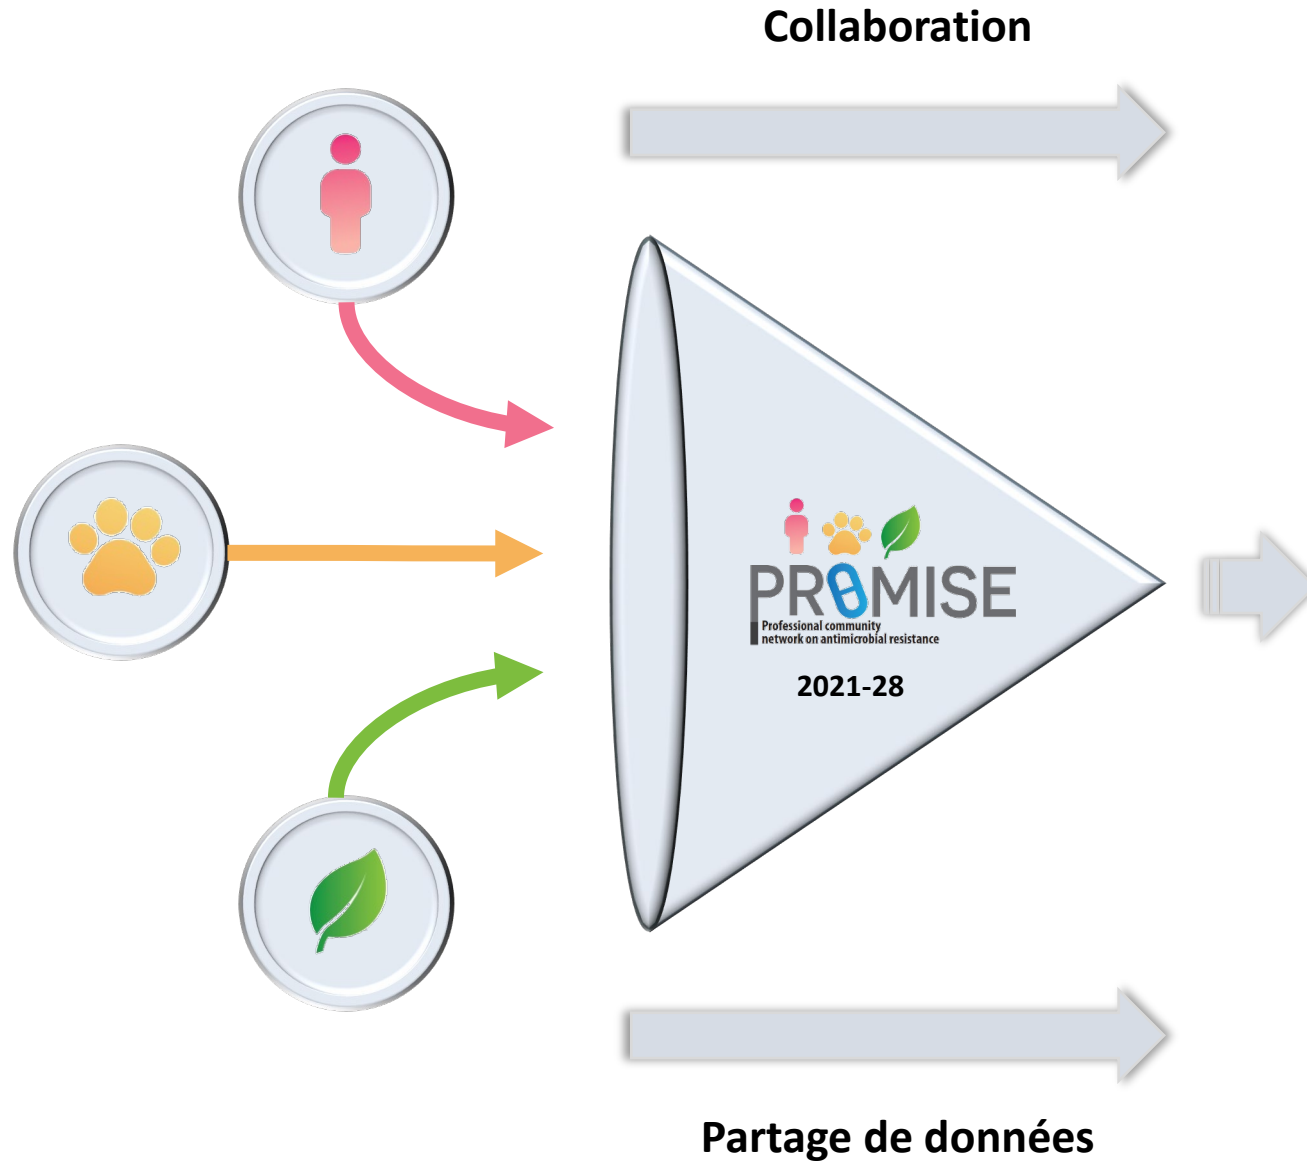 Collaboration
PROMISE
Professional community
network on antimicrobial resistance
2021-28
Partage de données